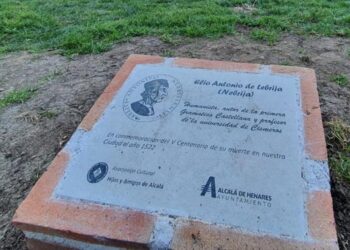 Elio Antonio de Lebrija
(Nebrija)
Humanista, autor de la primera
Gramática Castellana y profesor
de la universidad de Cisneros
En conmemoración del V Centenario de su muerte en nuestra
Ciudad el año 1522
Asociación Cultural
Hijos y Amigos de Alcalá
ALCALÁ DE HENARES
AYUNTAMIENTO